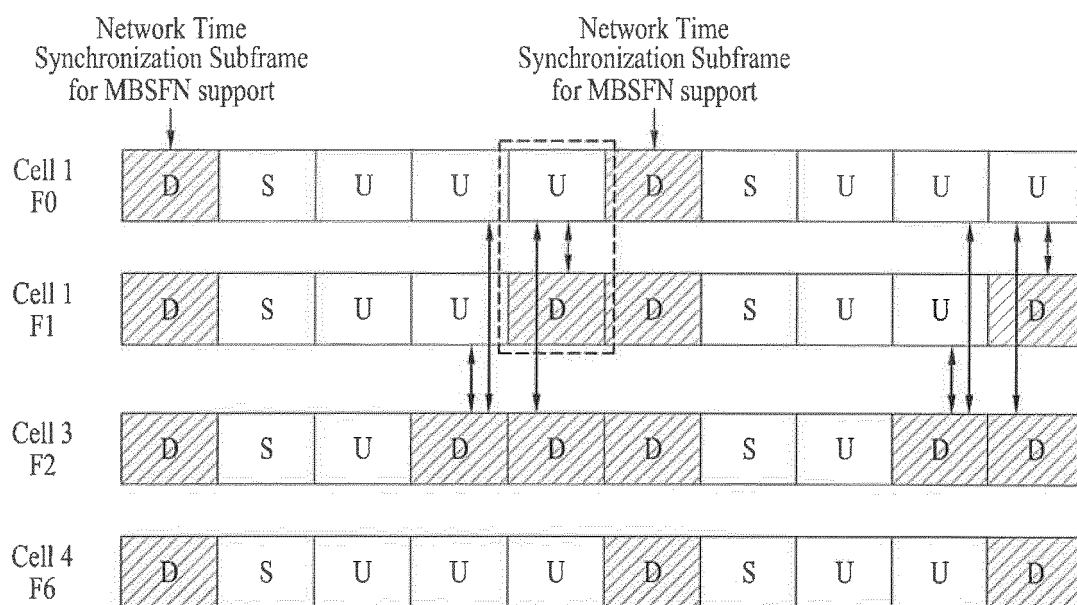 Network Time
Synchronization Subframe
for MBSFN support
Network Time
Synchronization Subframe
for MBSFN support
Cell 1
F0
D S U U U D S U U U
Cell 1
F1
D S U U D D S U U D
Cell 3
F2
D S U D D D S U D D
Cell 4
F6
D S U U U D S U U D